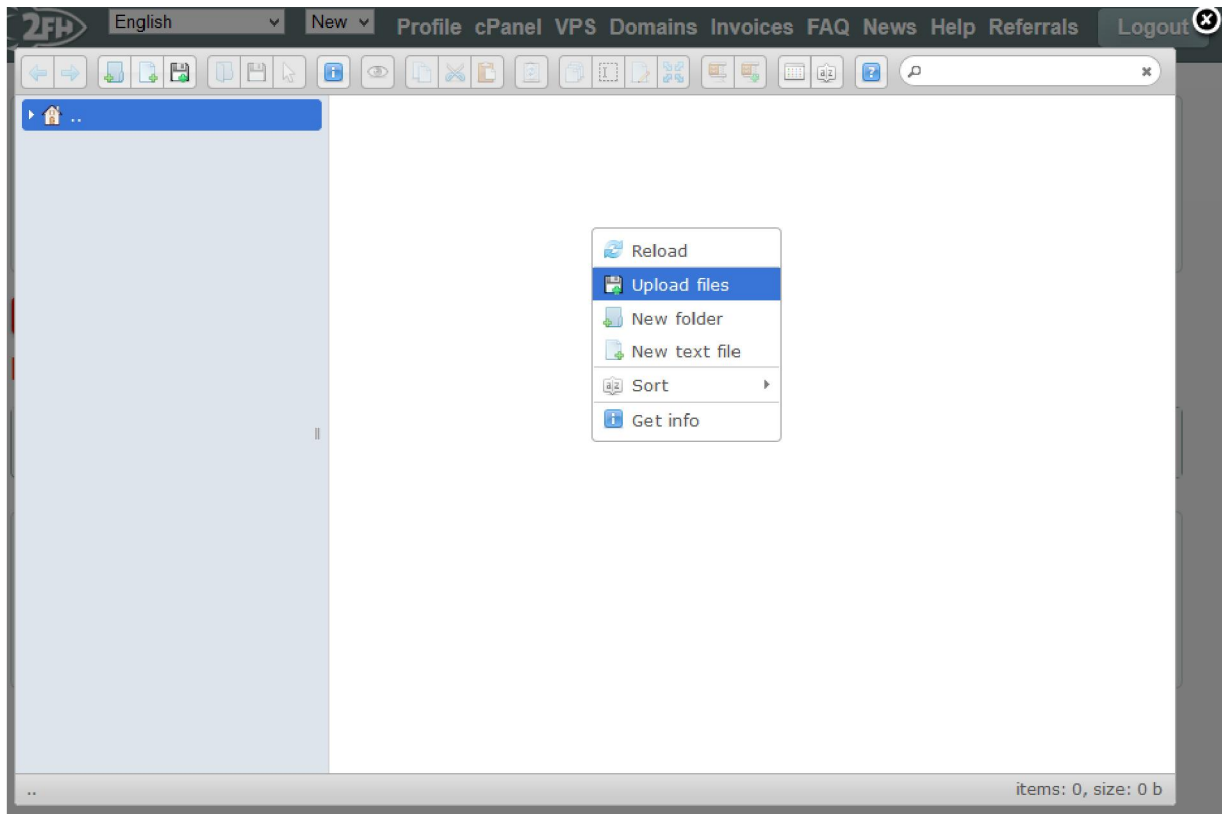 2FH English New Profile cPanel VPS Domains Invoices FAQ News Help Referrals Logout
..
Reload
Upload files
New folder
New text file
Sort
Get info
.. items: 0, size: 0 b